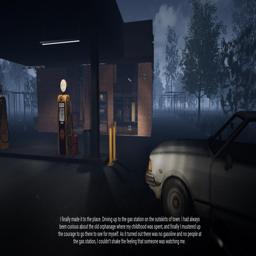 I finally made it to the place. Driving up to the gas station on the outskirts of town. I had always
been curious about the old orphanage where my childhood was spent, and finally I mustered up
the courage to go there to see for myself. As it turned out there was no gasoline and no people at
the gas station, I couldn't shake the feeling that someone was watching me.